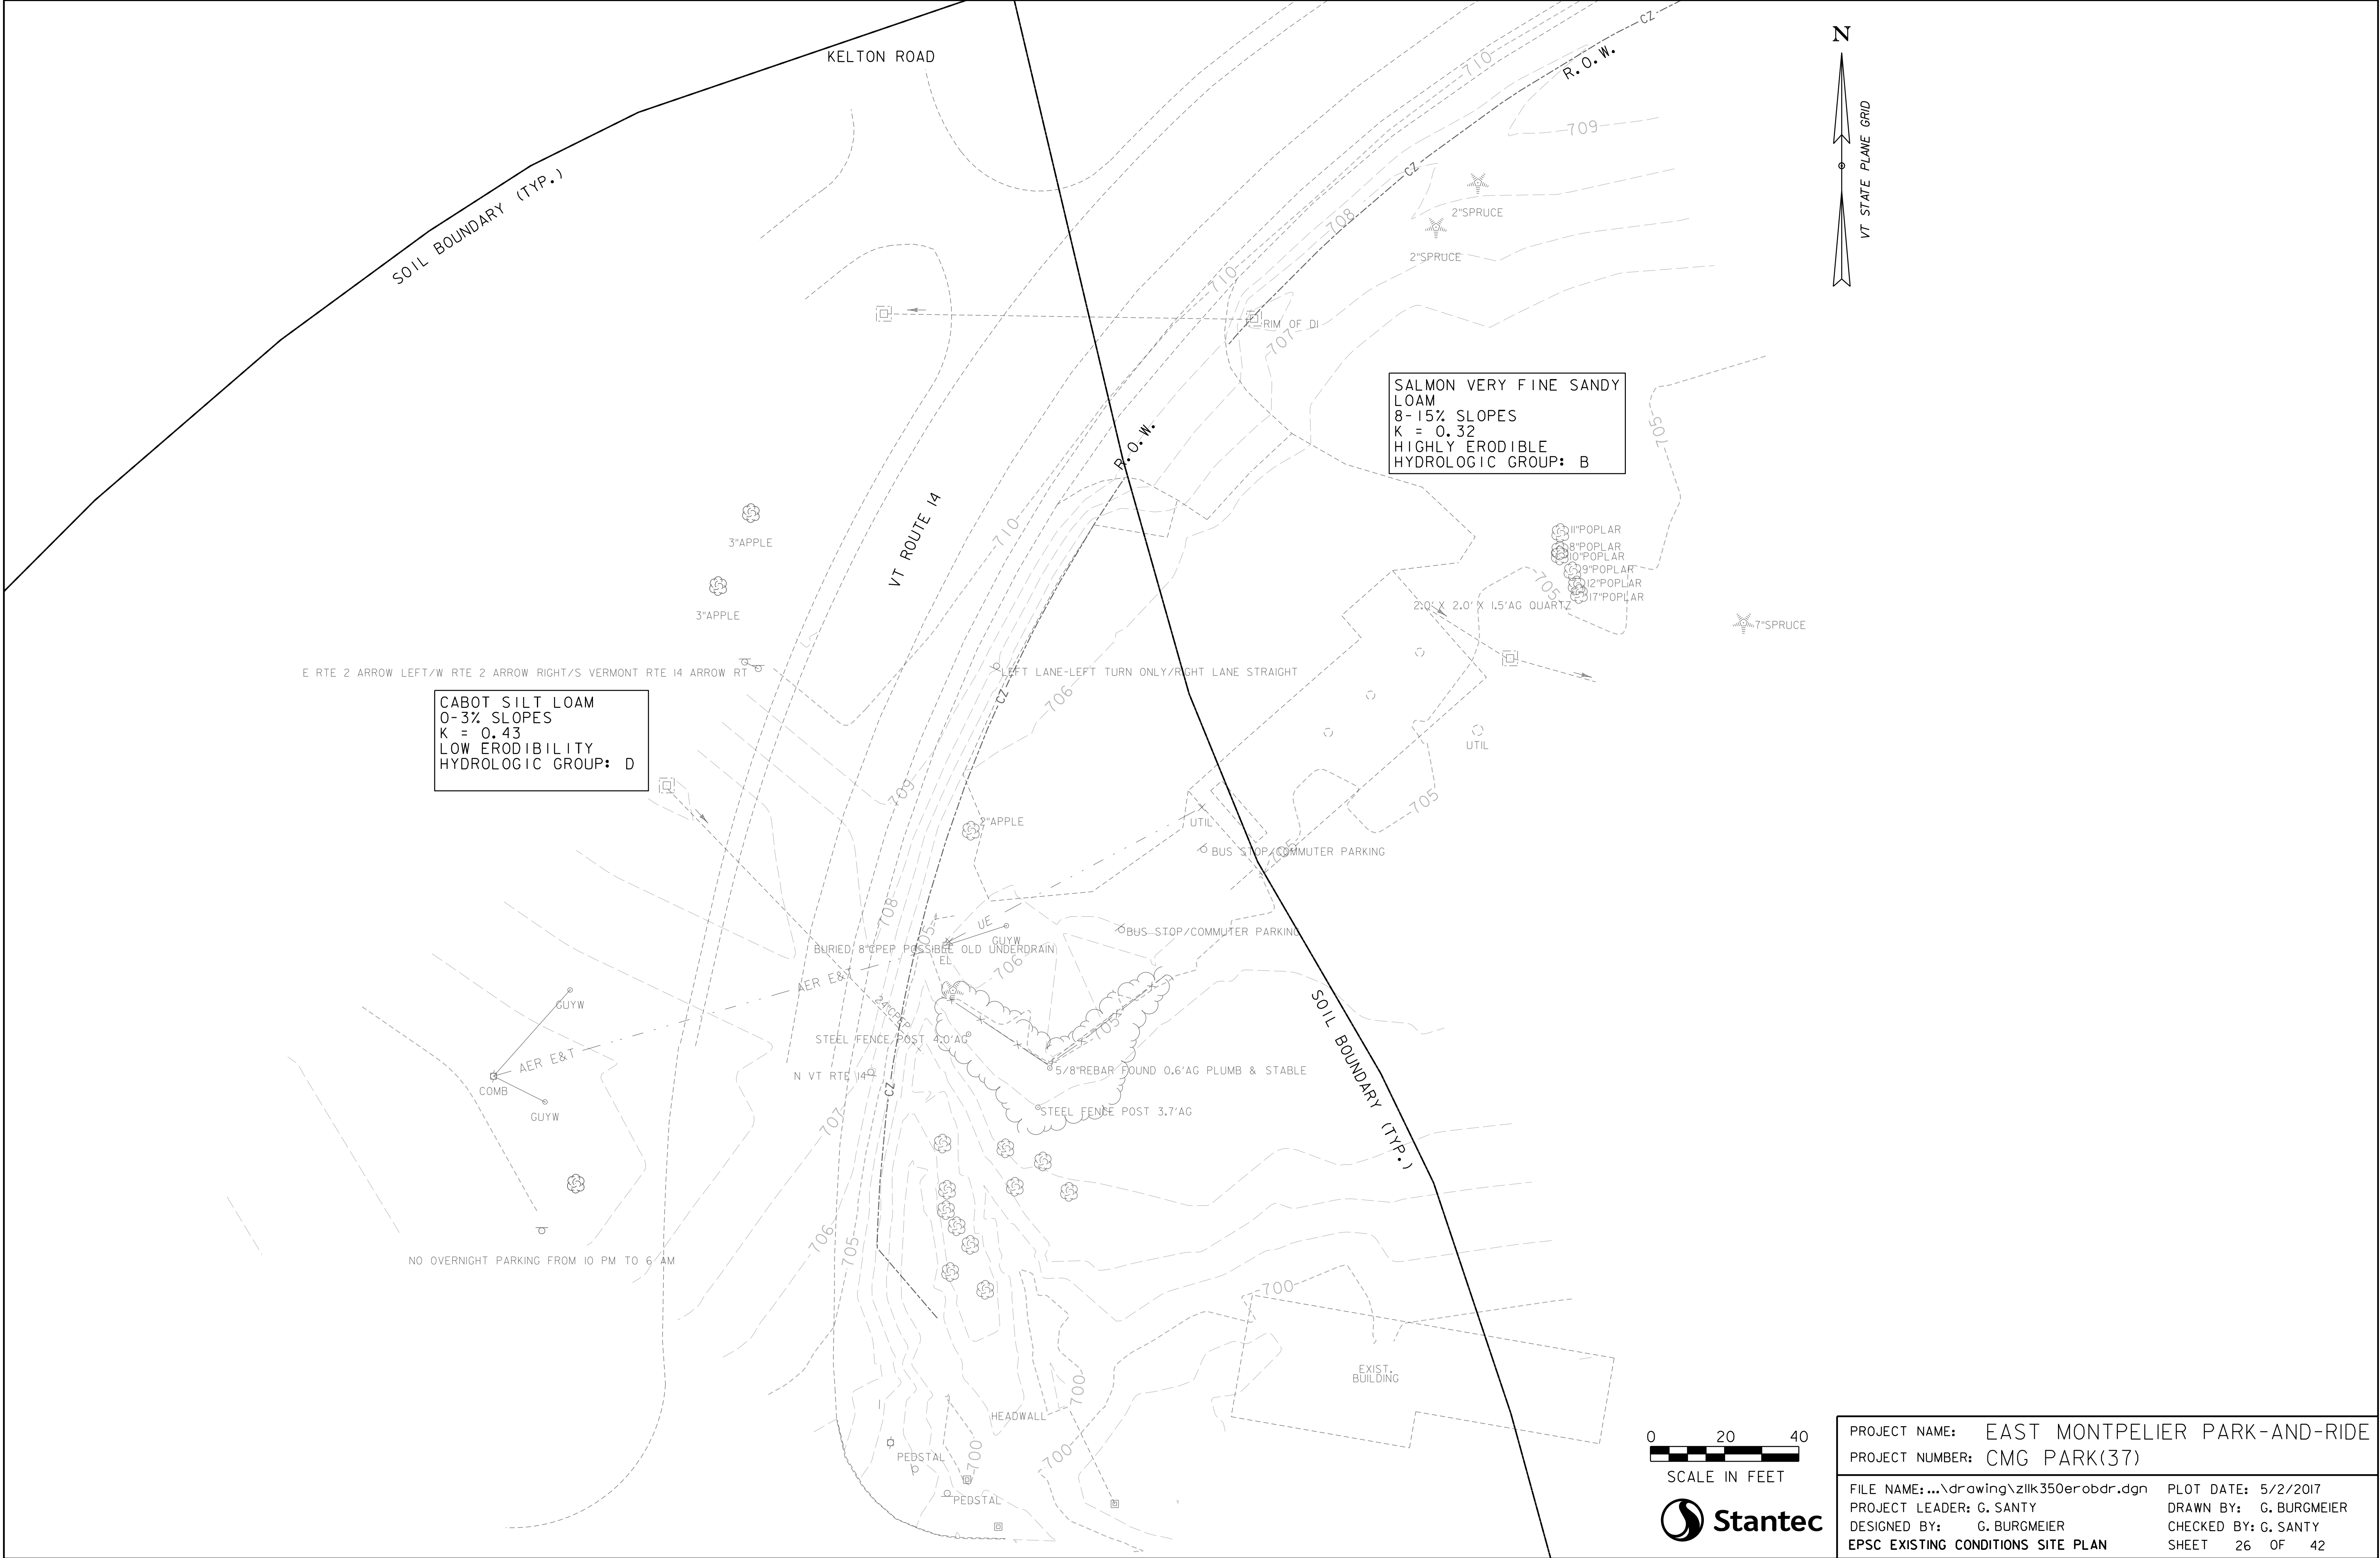 KELTON ROAD
CZ
710
R.O.W.
N
VT STATE PLANE GRID
709
CZ
2"SPRUCE
708
2"SPRUCE
SOIL BOUNDARY (TYP.)
710
RIM OF DI
707
SALMON VERY FINE SANDY
LOAM
8-15% SLOPES
K = 0.32
HIGHLY ERODIBLE
HYDROLOGIC GROUP: B
705
R.O.W.
VT ROUTE 14
710
3"APPLE
11"POPLAR
8"POPLAR
10"POPLAR
9"POPLAR
12"POPLAR
17"POPLAR
705
2.0' X 2.0' X 1.5'AG QUARTZ
3"APPLE
7"SPRUCE
E RTE 2 ARROW LEFT/W RTE 2 ARROW RIGHT/S VERMONT RTE 14 ARROW RT
LEFT LANE-LEFT TURN ONLY/RIGHT LANE STRAIGHT
CZ
706
CABOT SILT LOAM
0-3% SLOPES
K = 0.43
LOW ERODIBILITY
HYDROLOGIC GROUP: D
UTIL
709
705
2"APPLE
UTIL
BUS STOP/COMMUTER PARKING
705
708
UE
705
GUYW
BUS STOP/COMMUTER PARKING
BURIED 8"CPEP POSSIBLE OLD UNDERDRAIN
EL
706
AER E&T
GUYW
24"CPEP
705
STEEL FENCE POST 4.0'AG
SOIL BOUNDARY (TYP.)
AER E&T
N VT RTE 14
5/8"REBAR FOUND 0.6'AG PLUMB & STABLE
COMB
CZ
GUYW
STEEL FENCE POST 3.7'AG
707
706
705
NO OVERNIGHT PARKING FROM 10 PM TO 6 AM
700
EXIST.
BUILDING
700
HEADWALL
PEDSTAL
700
700
PEDSTAL
0 20 40
SCALE IN FEET
Stantec
PROJECT NAME: EAST MONTPELIER PARK-AND-RIDE
PROJECT NUMBER: CMG PARK(37)
FILE NAME:...\drawing\z11k350erobdr.dgn PLOT DATE: 5/2/2017
PROJECT LEADER: G. SANTY DRAWN BY: G. BURGMEIER
DESIGNED BY: G. BURGMEIER CHECKED BY: G. SANTY
EPSC EXISTING CONDITIONS SITE PLAN SHEET 26 OF 42